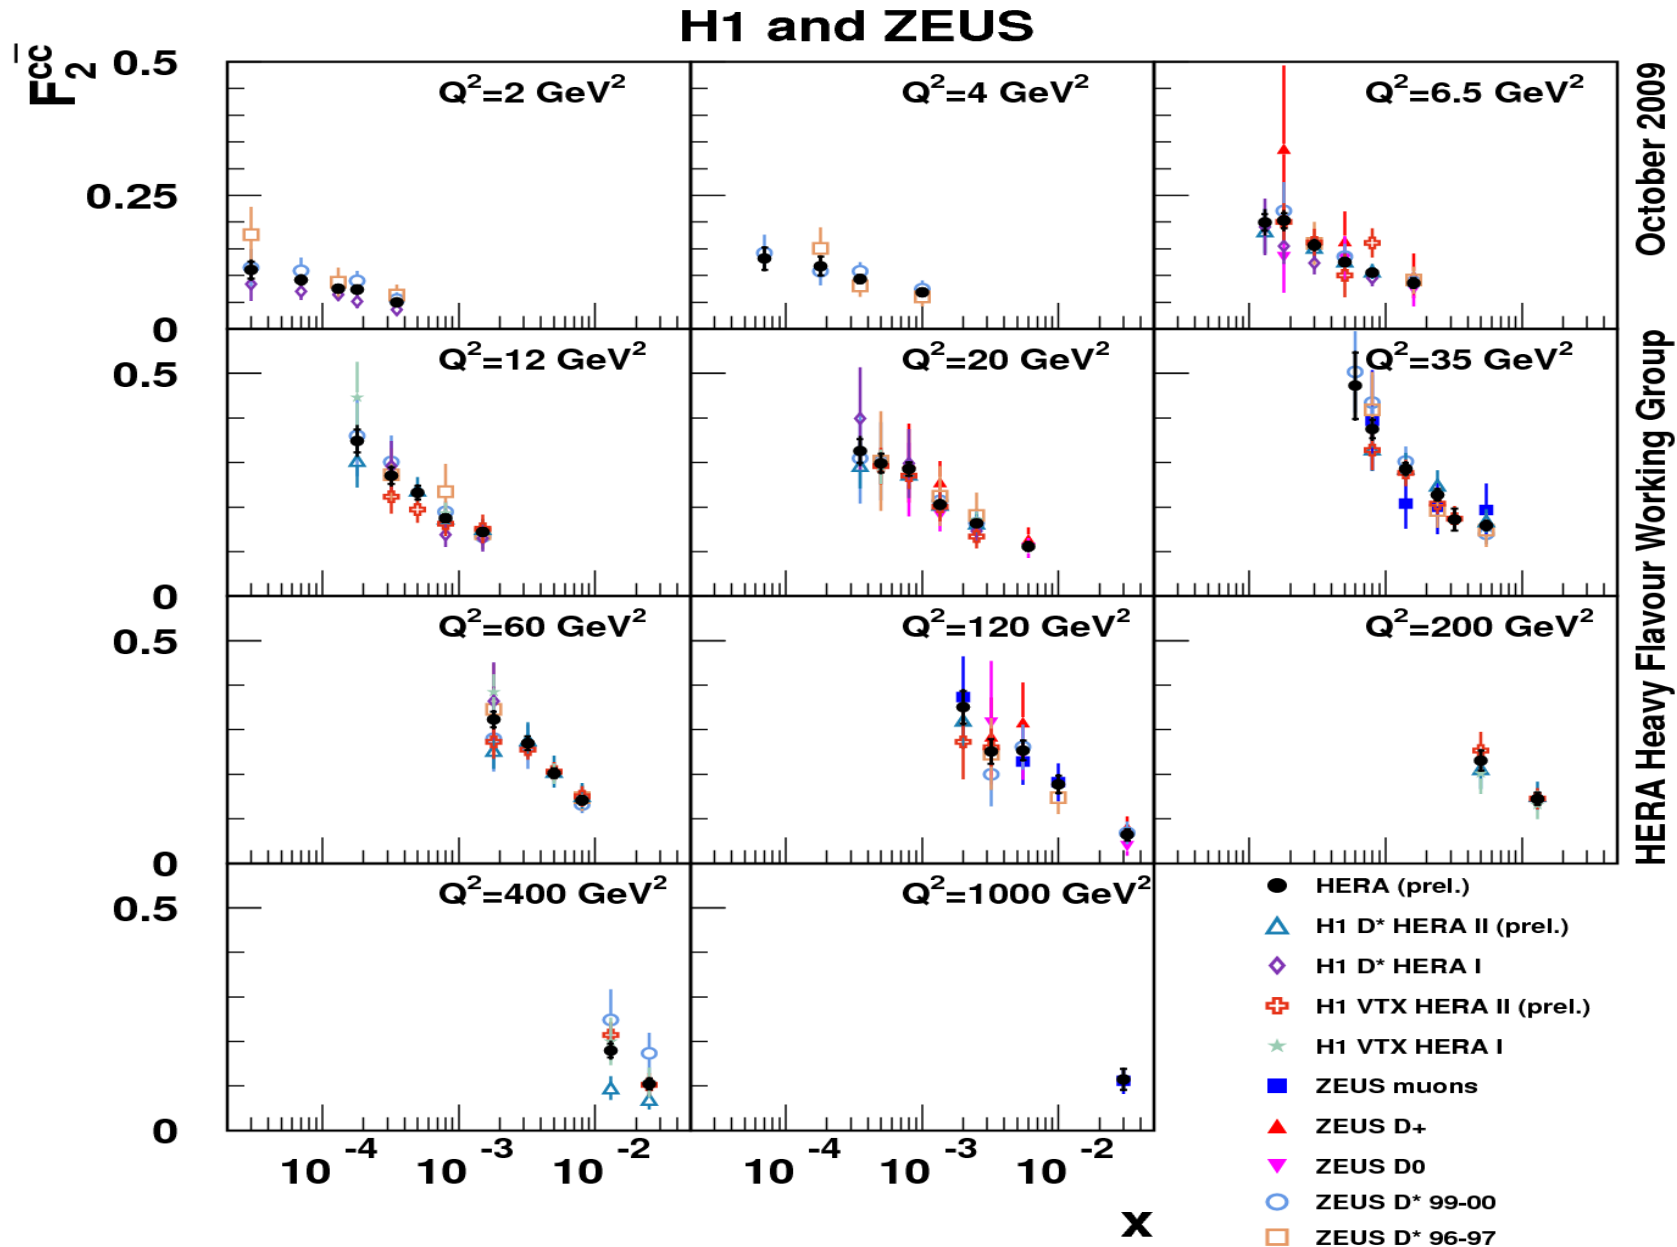 H1 and ZEUS
F₂^cc̄
October 2009
HERA Heavy Flavour Working Group
0.5
0.25
0
Q²=2 GeV²
Q²=4 GeV²
Q²=6.5 GeV²
0.5
0
Q²=12 GeV²
Q²=20 GeV²
Q²=35 GeV²
0.5
0
Q²=60 GeV²
Q²=120 GeV²
Q²=200 GeV²
0.5
0
Q²=400 GeV²
Q²=1000 GeV²
HERA (prel.)
H1 D* HERA II (prel.)
H1 D* HERA I
H1 VTX HERA II (prel.)
H1 VTX HERA I
ZEUS muons
ZEUS D+
ZEUS D0
ZEUS D* 99-00
ZEUS D* 96-97
10⁻⁴ 10⁻³ 10⁻² 10⁻⁴ 10⁻³ 10⁻²
x